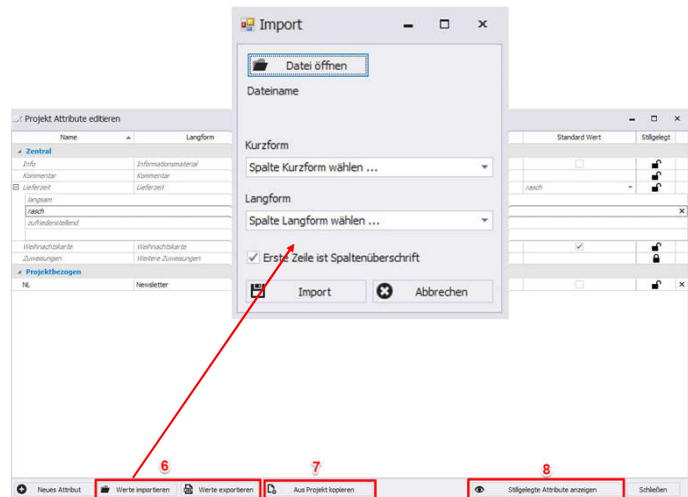 Import
Datei öffnen
Dateiname
Kurzform
Spalte Kurzform wählen ...
Langform
Spalte Langform wählen ...
Erste Zeile ist Spaltenüberschrift
Import
Abbrechen
Projekt Attribute editieren
Name Langform Standard Wert Stillgelegt
Zentral
Info Informationsmaterial
Kommentar Kommentar
Lieferzeit Lieferzeit rasch
langsam
rasch
zufriedenstellend
Weihnachtskarte Weihnachtskarte
Zuweisungen Weitere Zuweisungen
Projektbezogen
NL Newsletter
6 7 8
Neues Attribut Werte importieren Werte exportieren Aus Projekt kopieren Stillgelegte Attribute anzeigen Schließen